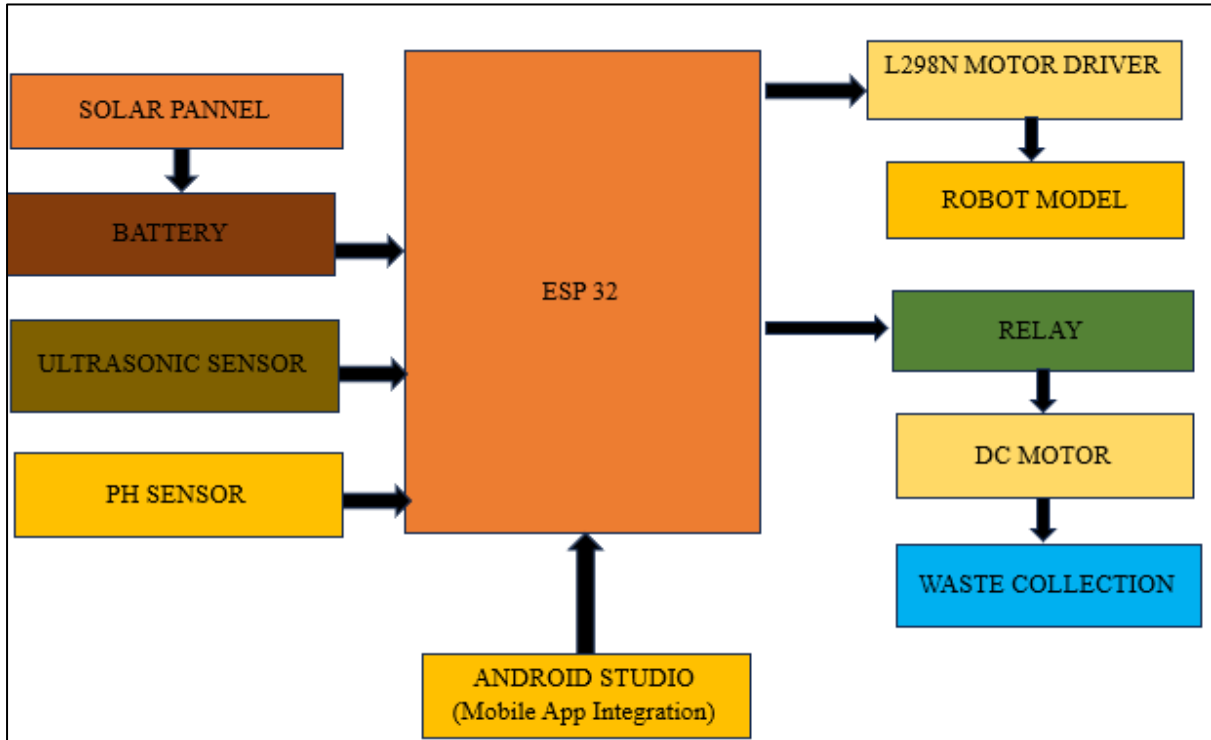 SOLAR PANNEL
BATTERY
ULTRASONIC SENSOR
PH SENSOR
ESP 32
ANDROID STUDIO
(Mobile App Integration)
L298N MOTOR DRIVER
ROBOT MODEL
RELAY
DC MOTOR
WASTE COLLECTION